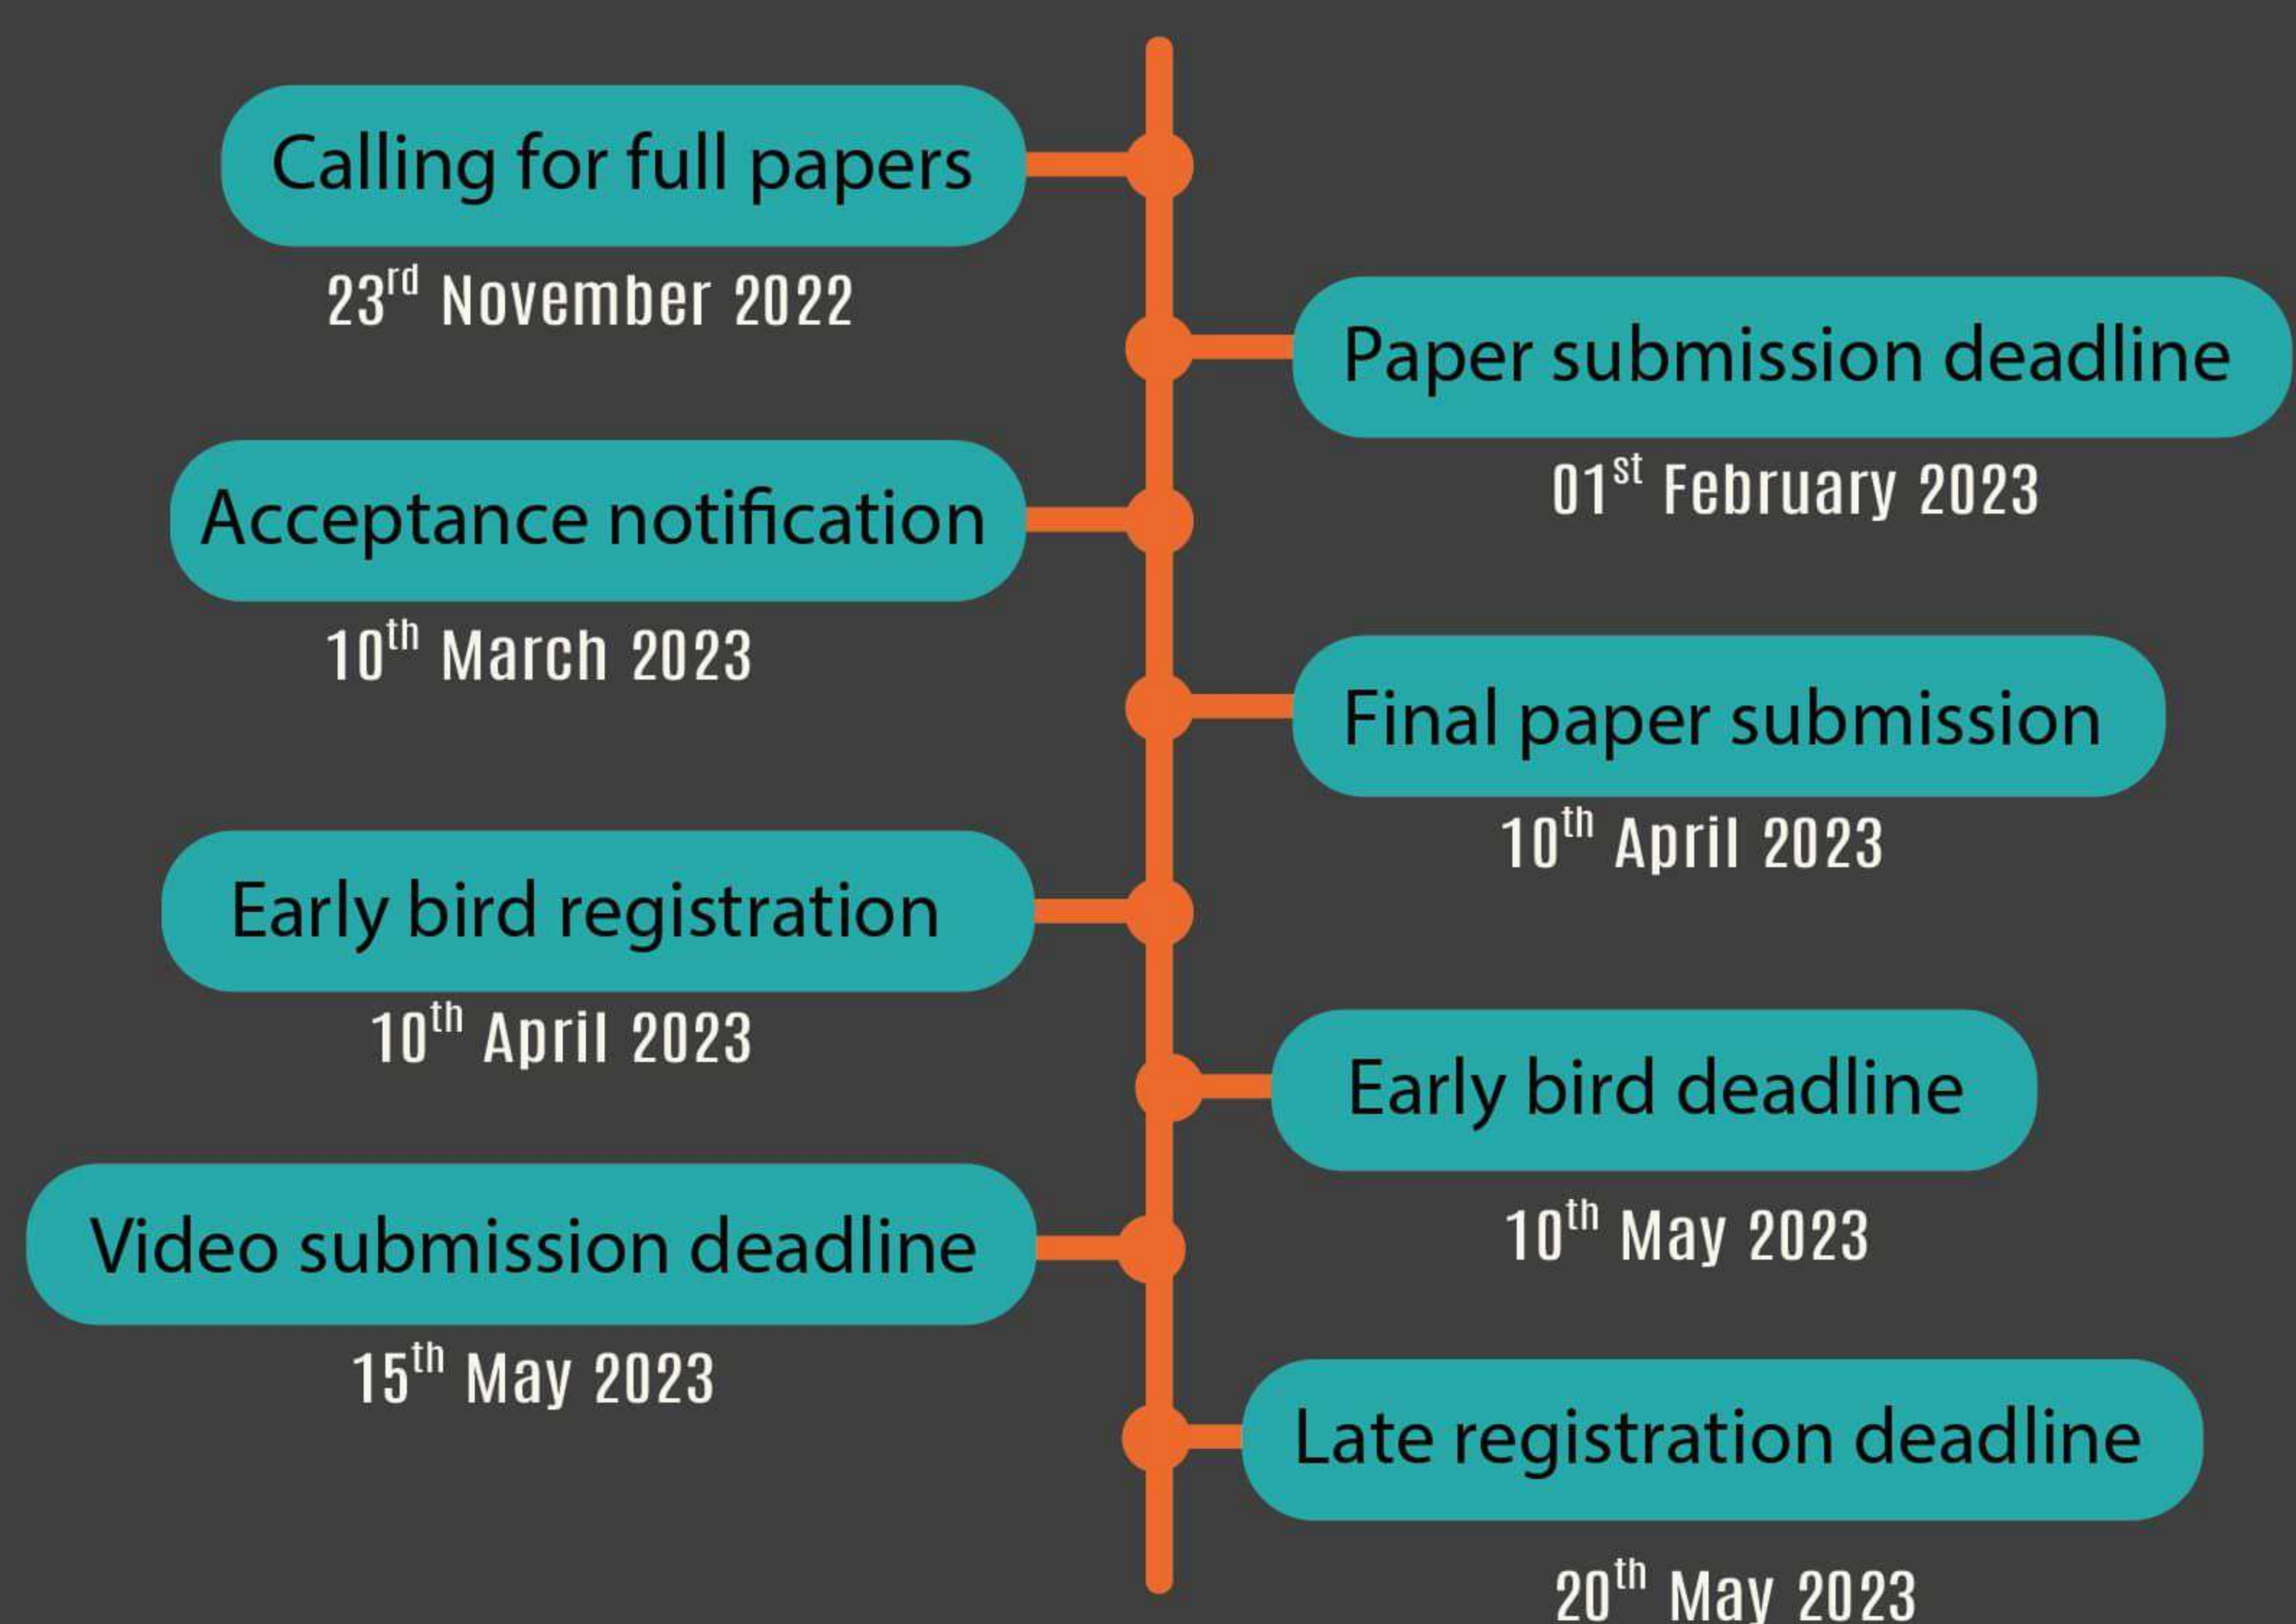 Calling for full papers
23rd November 2022
Paper submission deadline
01st February 2023
Acceptance notification
10th March 2023
Final paper submission
10th April 2023
Early bird registration
10th April 2023
Early bird deadline
10th May 2023
Video submission deadline
15th May 2023
Late registration deadline
20th May 2023